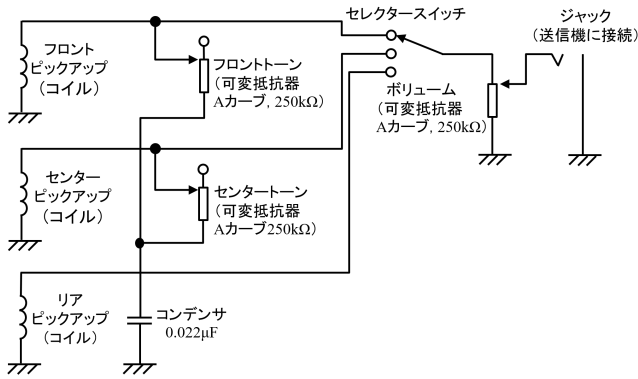 セレクタースイッチ
ジャック
(送信機に接続)
フロント
ピックアップ
(コイル)
フロントトーン
(可変抵抗器
Aカーブ, 250kΩ)
ボリューム
(可変抵抗器
Aカーブ, 250kΩ)
センター
ピックアップ
(コイル)
センタートーン
(可変抵抗器
Aカーブ250kΩ)
リア
ピックアップ
(コイル)
コンデンサ
0.022μF